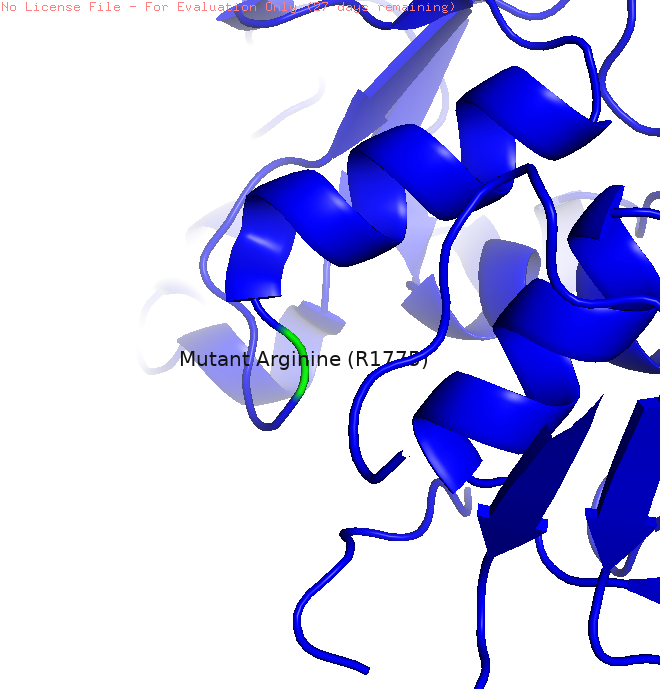 No License File - For Evaluation Only (27 days remaining)
Mutant Arginine (R1775)